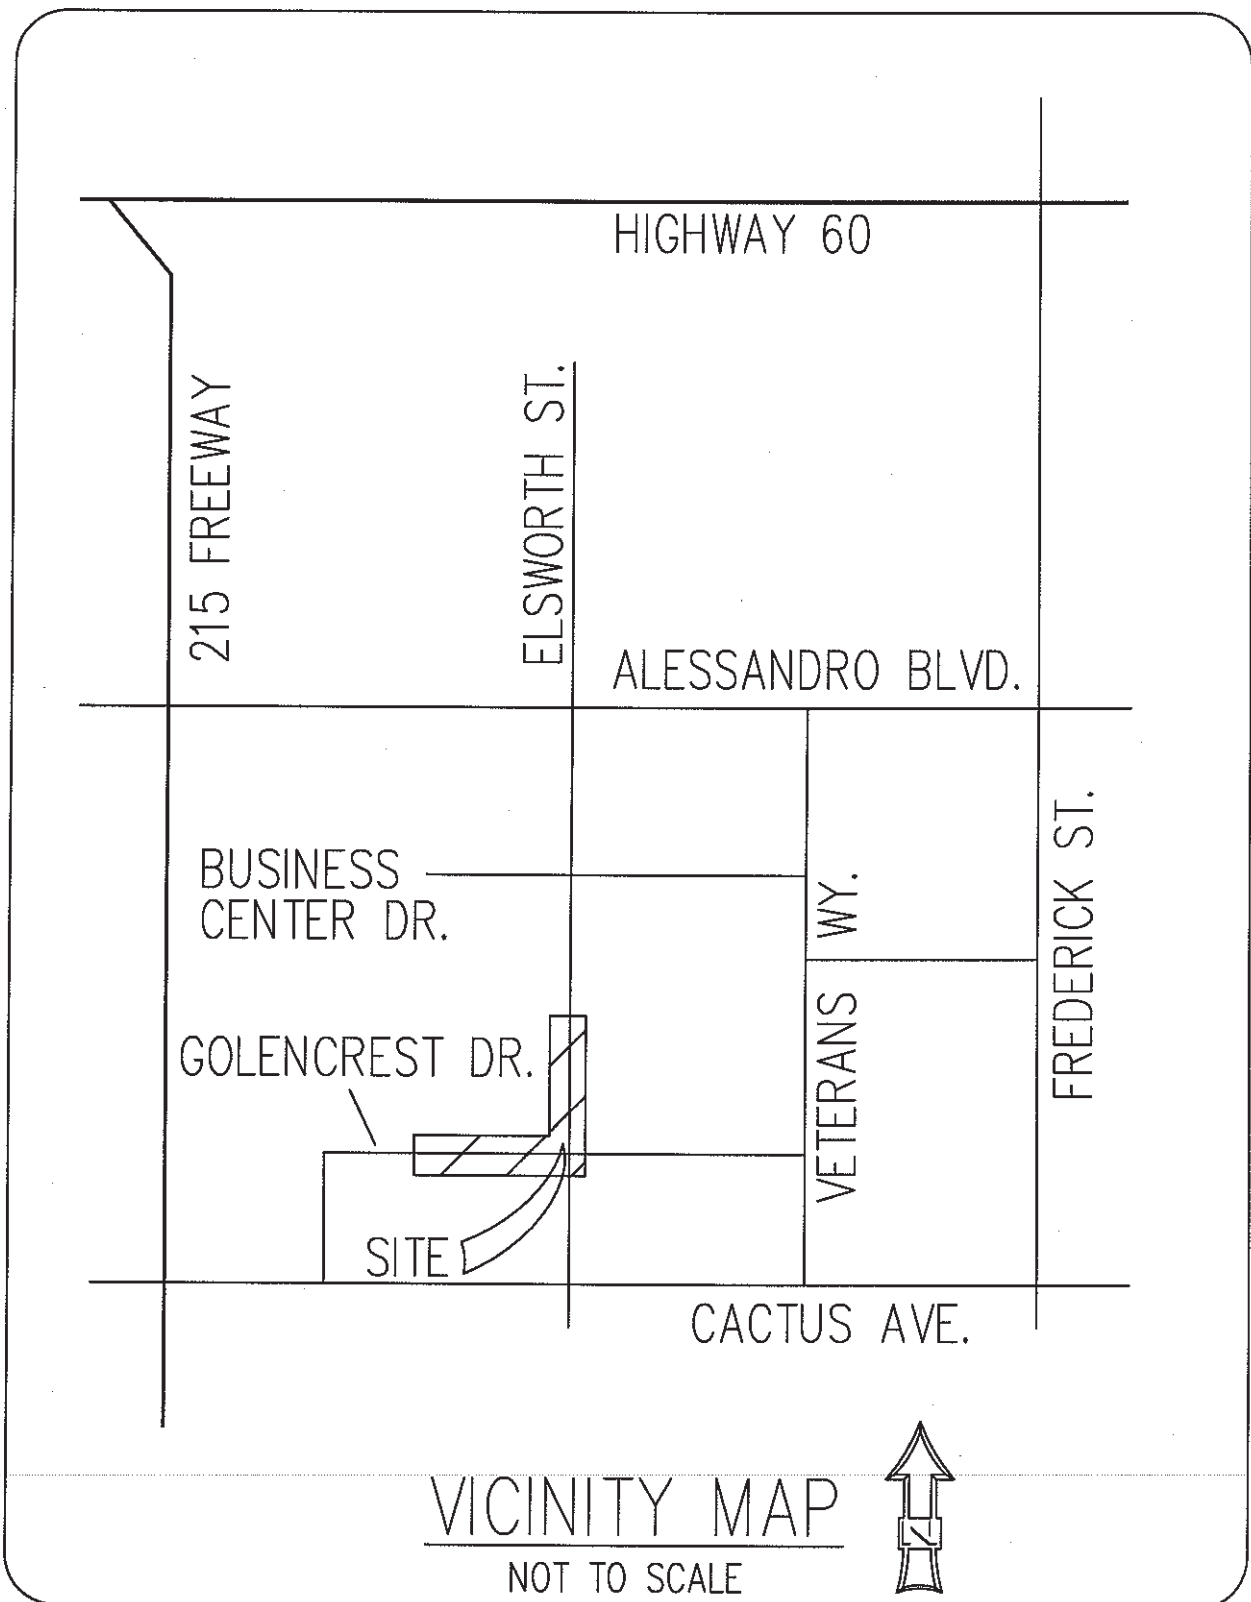 HIGHWAY 60
215 FREEWAY
ELSWORTH ST.
ALESSANDRO BLVD.
BUSINESS
CENTER DR.
VETERANS WY.
FREDERICK ST.
GOLENCREST DR.
SITE
CACTUS AVE.
VICINITY MAP
NOT TO SCALE
N